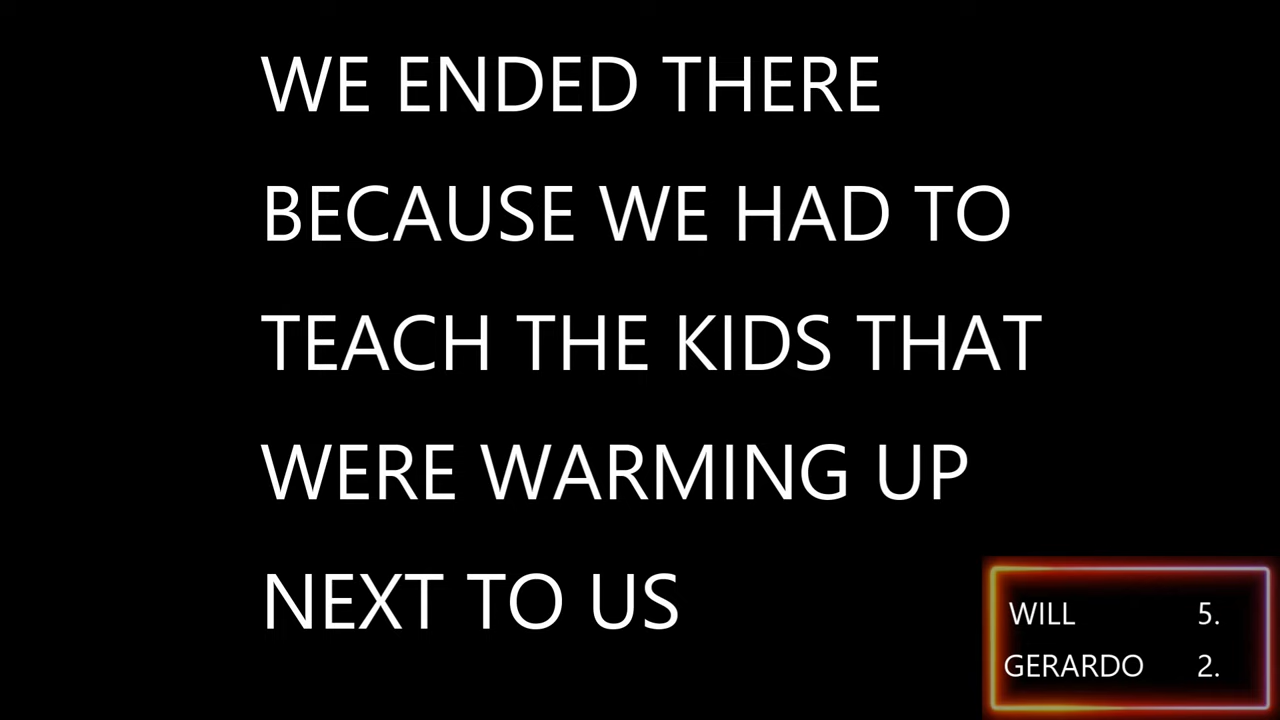 WE ENDED THERE
BECAUSE WE HAD TO
TEACH THE KIDS THAT
WERE WARMING UP
NEXT TO US
WILL 5.
GERARDO 2.